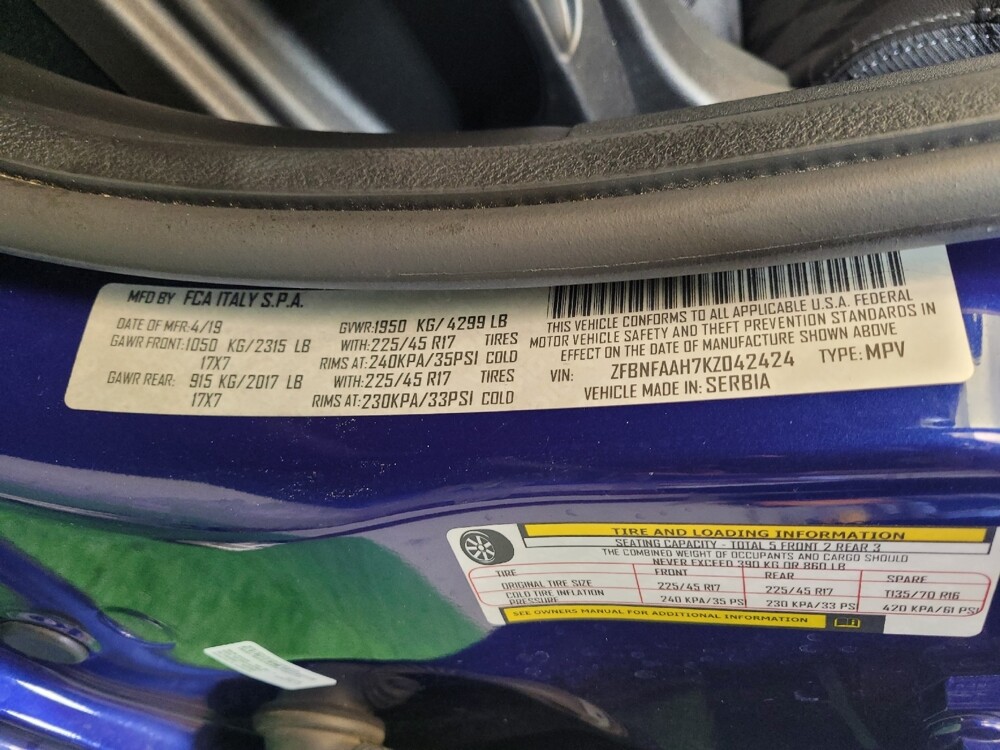 MFD BY FCA ITALY S.P.A.
DATE OF MFR:4/19 GVWR:1950 KG/ 4299 LB
GAWR FRONT:1050 KG/2315 LB WITH:225/45 R17 TIRES
17X7 RIMS AT:240KPA/35PSI COLD
GAWR REAR: 915 KG/2017 LB WITH:225/45 R17 TIRES
17X7 RIMS AT:230KPA/33PSI COLD
THIS VEHICLE CONFORMS TO ALL APPLICABLE U.S.A. FEDERAL
MOTOR VEHICLE SAFETY AND THEFT PREVENTION STANDARDS IN
EFFECT ON THE DATE OF MANUFACTURE SHOWN ABOVE
VIN: ZFBNFAAH7KZ042424 TYPE:MPV
VEHICLE MADE IN: SERBIA
TIRE AND LOADING INFORMATION
SEATING CAPACITY - TOTAL 5 FRONT 2 REAR 3
THE COMBINED WEIGHT OF OCCUPANTS AND CARGO SHOULD
NEVER EXCEED 390 KG OR 860 LB
TIRE FRONT REAR SPARE
ORIGINAL TIRE SIZE 225/45 R17 225/45 R17 T135/70 R16
COLD TIRE INFLATION
PRESSURE 240 KPA/35 PSI 230 KPA/33 PSI 420 KPA/61 PSI
SEE OWNERS MANUAL FOR ADDITIONAL INFORMATION